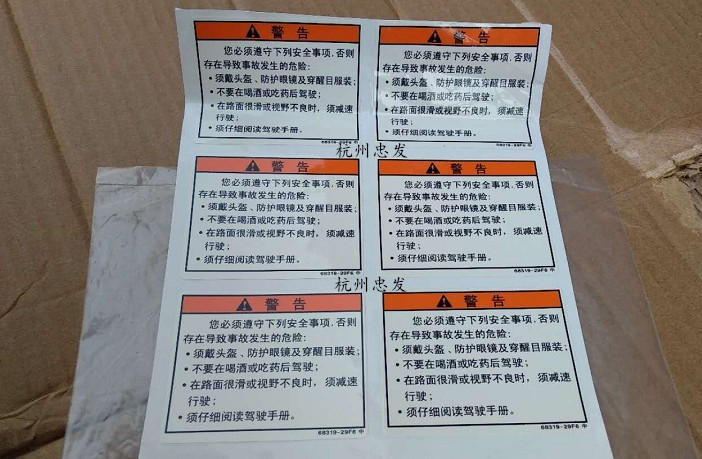 警告
您必须遵守下列安全事项,否则
存在导致事故发生的危险:
·须戴头盔、防护眼镜及穿醒目服装;
·不要在喝酒或吃药后驾驶;
·在路面很滑或视野不良时，须减速
行驶;
·须仔细阅读驾驶手册。
68319-29F6 中
警告
您必须遵守下列安全事项,否则
存在导致事故发生的危险:
·须戴头盔、防护眼镜及穿醒目服装;
·不要在喝酒或吃药后驾驶;
·在路面很滑或视野不良时，须减速
行驶;
·须仔细阅读驾驶手册。
68319-29F6 中
杭州忠发
警告
您必须遵守下列安全事项,否则
存在导致事故发生的危险:
·须戴头盔、防护眼镜及穿醒目服装;
·不要在喝酒或吃药后驾驶;
·在路面很滑或视野不良时，须减速
行驶;
·须仔细阅读驾驶手册。
68319-29F6 中
警告
您必须遵守下列安全事项,否则
存在导致事故发生的危险:
·须戴头盔、防护眼镜及穿醒目服装;
·不要在喝酒或吃药后驾驶;
·在路面很滑或视野不良时，须减速
行驶;
·须仔细阅读驾驶手册。
68319-29F6 中
杭州忠发
警告
您必须遵守下列安全事项,否则
存在导致事故发生的危险:
·须戴头盔、防护眼镜及穿醒目服装;
·不要在喝酒或吃药后驾驶;
·在路面很滑或视野不良时，须减速
行驶;
·须仔细阅读驾驶手册。
68319-29F6 中
警告
您必须遵守下列安全事项,否则
存在导致事故发生的危险:
·须戴头盔、防护眼镜及穿醒目服装;
·不要在喝酒或吃药后驾驶;
·在路面很滑或视野不良时，须减速
行驶;
·须仔细阅读驾驶手册。
68319-29F6 中